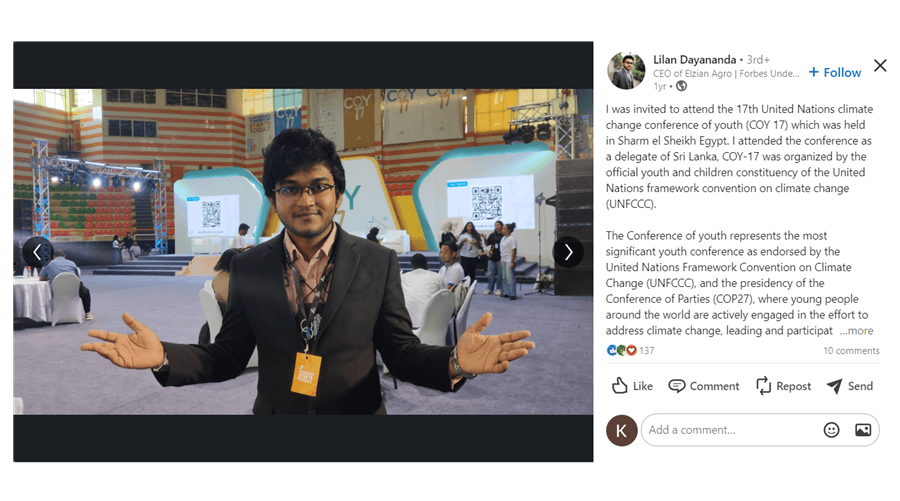 COY
17
COY
17
COY
17
Lilan Dayananda • 3rd+
CEO of Elzian Agro | Forbes Unde...
+ Follow
1yr •
I was invited to attend the 17th United Nations climate
change conference of youth (COY 17) which was held
in Sharm el Sheikh Egypt. I attended the conference as
a delegate of Sri Lanka, COY-17 was organized by the
official youth and children constituency of the United
Nations framework convention on climate change
(UNFCCC).
The Conference of youth represents the most
significant youth conference as endorsed by the
United Nations Framework Convention on Climate
Change (UNFCCC), and the presidency of the
Conference of Parties (COP27), where young people
around the world are actively engaged in the effort to
address climate change, leading and participat ...more
137
10 comments
Like Comment Repost Send
K
Add a comment...